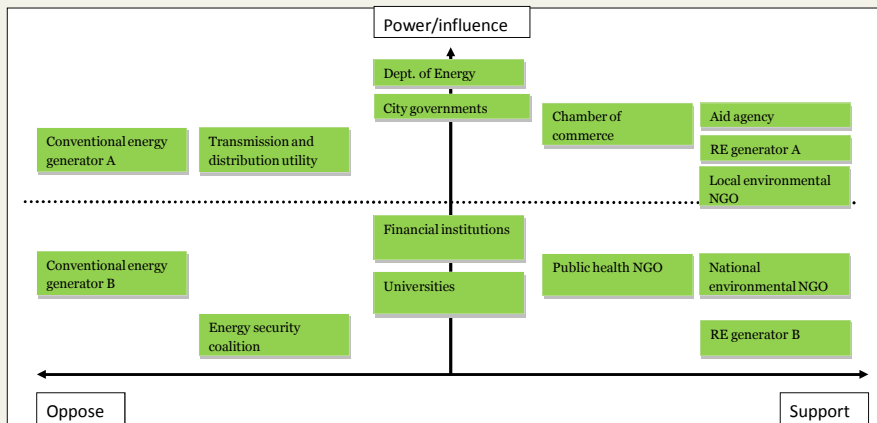 Power/influence
Dept. of Energy
City governments
Chamber of
commerce
Aid agency
Conventional energy
generator A
Transmission and
distribution utility
RE generator A
Local environmental
NGO
Financial institutions
Conventional energy
generator B
Public health NGO
National
environmental NGO
Universities
Energy security
coalition
RE generator B
Oppose
Support